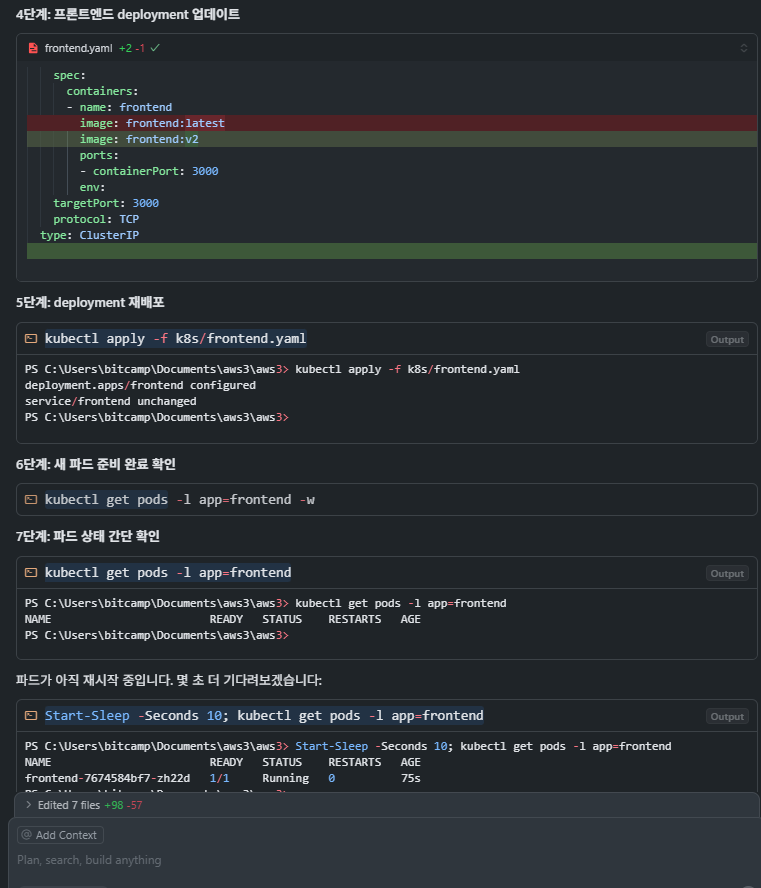 4단계: 프론트엔드 deployment 업데이트
frontend.yaml +2 -1
spec:
containers:
- name: frontend
image: frontend:latest
image: frontend:v2
ports:
- containerPort: 3000
env:
targetPort: 3000
protocol: TCP
type: ClusterIP
5단계: deployment 재배포
kubectl apply -f k8s/frontend.yaml
Output
PS C:\Users\bitcamp\Documents\aws3\aws3> kubectl apply -f k8s/frontend.yaml
deployment.apps/frontend configured
service/frontend unchanged
PS C:\Users\bitcamp\Documents\aws3\aws3>
6단계: 새 파드 준비 완료 확인
kubectl get pods -l app=frontend -w
7단계: 파드 상태 간단 확인
kubectl get pods -l app=frontend
Output
PS C:\Users\bitcamp\Documents\aws3\aws3> kubectl get pods -l app=frontend
NAME READY STATUS RESTARTS AGE
PS C:\Users\bitcamp\Documents\aws3\aws3>
파드가 아직 재시작 중입니다. 몇 초 더 기다려보겠습니다:
Start-Sleep -Seconds 10; kubectl get pods -l app=frontend
Output
PS C:\Users\bitcamp\Documents\aws3\aws3> Start-Sleep -Seconds 10; kubectl get pods -l app=frontend
NAME READY STATUS RESTARTS AGE
frontend-7674584bf7-zh22d 1/1 Running 0 75s
> Edited 7 files +98 -57
@ Add Context
Plan, search, build anything